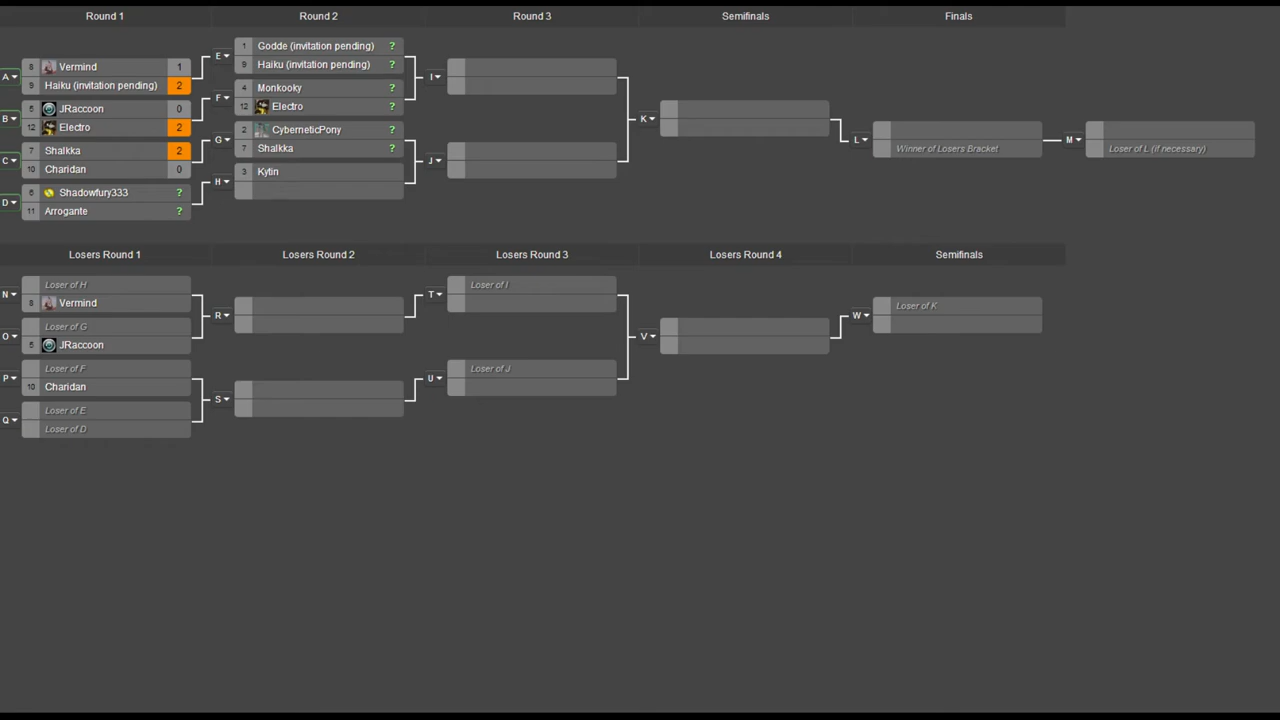 Round 1
Round 2
Round 3
Semifinals
Finals
A
8 Vermind 1
9 Haiku (invitation pending) 2
B
5 JRaccoon 0
12 Electro 2
C
7 Shalkka 2
10 Charidan 0
D
6 Shadowfury333 ?
11 Arrogante ?
E
1 Godde (invitation pending) ?
9 Haiku (invitation pending) ?
F
4 Monkooky ?
12 Electro ?
G
2 CyberneticPony ?
7 Shalkka ?
H
3 Kytin
I
J
K
L
Winner of Losers Bracket
M
Loser of L (if necessary)
Losers Round 1
Losers Round 2
Losers Round 3
Losers Round 4
Semifinals
N
Loser of H
8 Vermind
O
Loser of G
5 JRaccoon
P
Loser of F
10 Charidan
Q
Loser of E
Loser of D
R
S
T
Loser of I
U
Loser of J
V
W
Loser of K